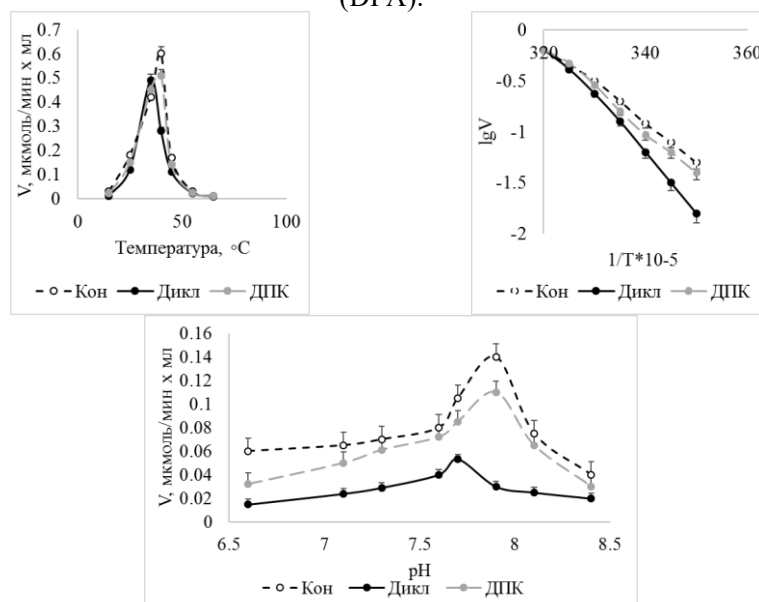 (DPA).
0.7
0.6
0.5
0.4
0.3
0.2
0.1
0
V, мкмоль/мин х мл
0 50 100
Температура, °C
Кон Дикл ДПК
0
320 340 360
-0.5
-1
-1.5
-2
lgV
1/T*10-5
Кон Дикл ДПК
0.16
0.14
0.12
0.1
0.08
0.06
0.04
0.02
0
V, мкмоль/мин х мл
6.5 7 7.5 8 8.5
pH
Кон Дикл ДПК